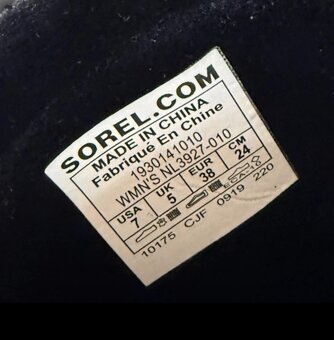 SOREL.COM
MADE IN CHINA
Fabriqué En Chine
1930141010
WMN'S NL3927-010
USA UK EUR CM
7 5 38 24
10175 CJF 0919 220